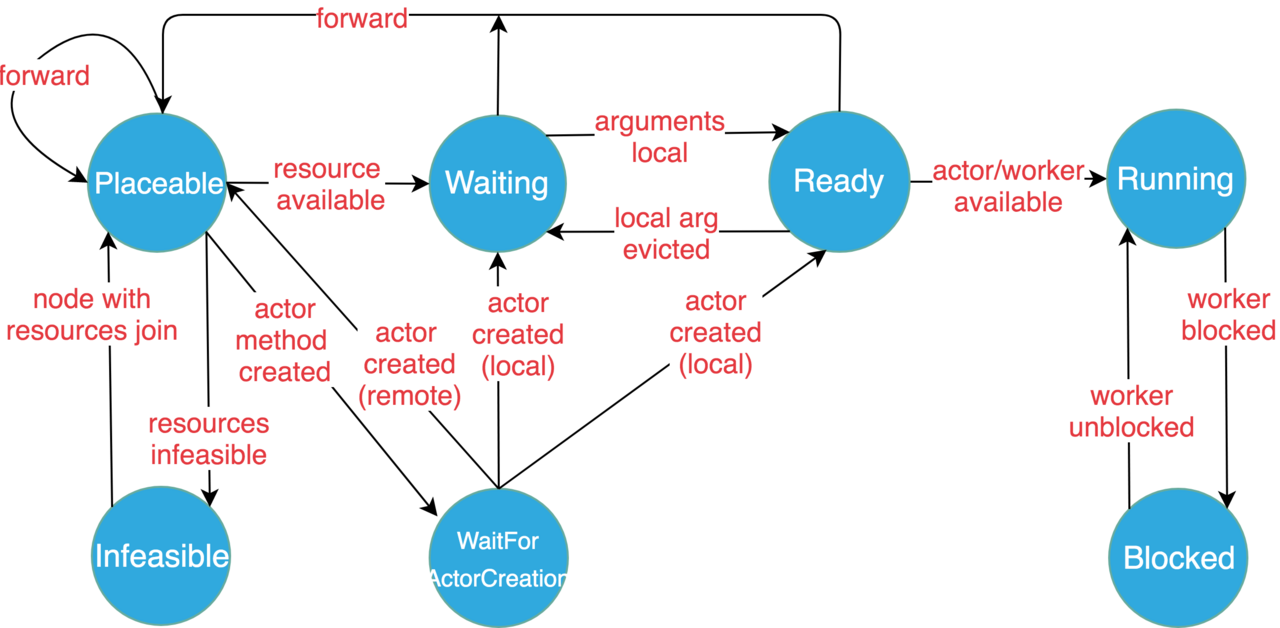 forward
forward
Placeable
resource
available
Waiting
arguments
local
local arg
evicted
Ready
actor/worker
available
Running
node with
resources join
actor
method
created
actor
created
(remote)
actor
created
(local)
actor
created
(local)
worker
blocked
resources
infeasible
worker
unblocked
Infeasible
WaitFor
ActorCreation
Blocked